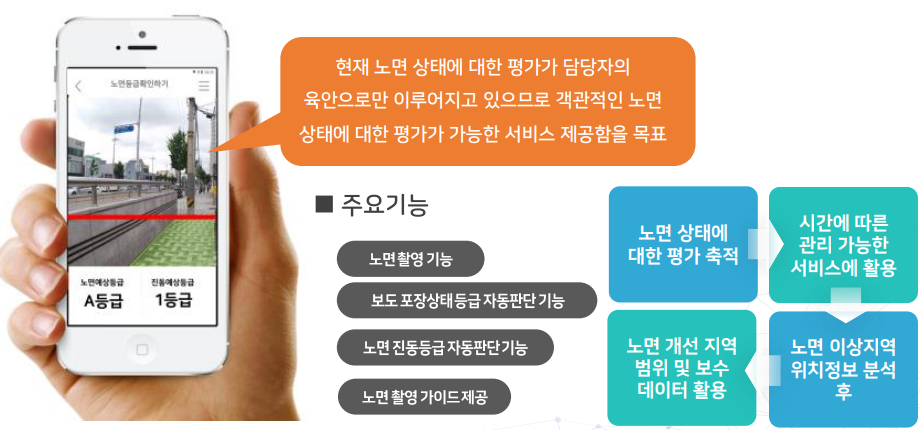 현재 노면 상태에 대한 평가가 담당자의
육안으로만 이루어지고 있으므로 객관적인 노면
상태에 대한 평가가 가능한 서비스 제공함을 목표
노면등급확인하기
노면예상등급
A등급
진동예상등급
1등급
■ 주요기능
노면촬영 기능
보도 포장상태등급 자동판단 기능
노면 진동등급자동판단기능
노면 촬영 가이드제공
노면 상태에
대한 평가 축적
시간에 따른
관리 가능한
서비스에 활용
노면 이상지역
위치정보 분석
후
노면 개선 지역
범위 및 보수
데이터 활용